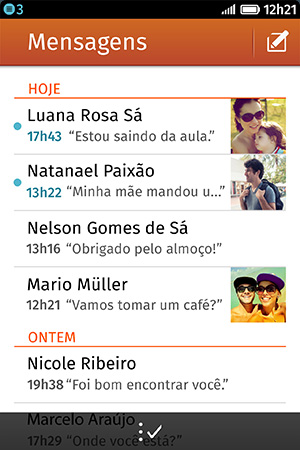 3 12h21
Mensagens
HOJE
Luana Rosa Sá
17h43 “Estou saindo da aula.”
Natanael Paixão
13h22 “Minha mãe mandou u...”
Nelson Gomes de Sá
13h16 “Obrigado pelo almoço!”
Mario Müller
12h21 “Vamos tomar um café?”
ONTEM
Nicole Ribeiro
19h38 “Foi bom encontrar você.”
Marcelo Araújo
17h29 “Onde você está?”